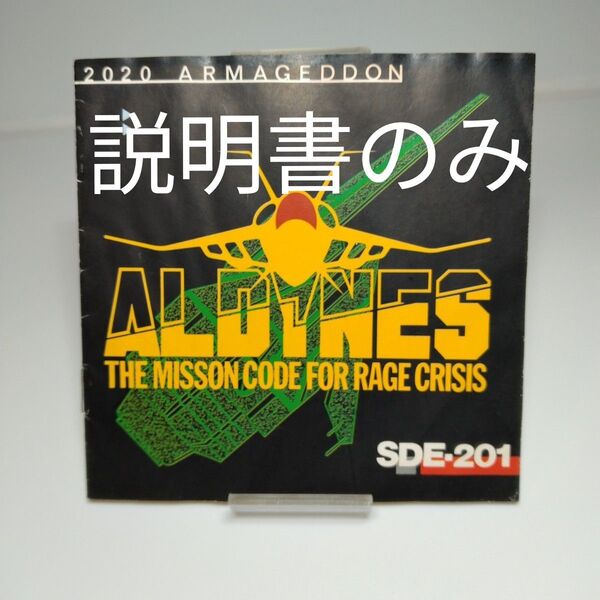 2020 ARMAGEDDON
説明書のみ
ALDYNES
THE MISSON CODE FOR RAGE CRISIS
SDE·201